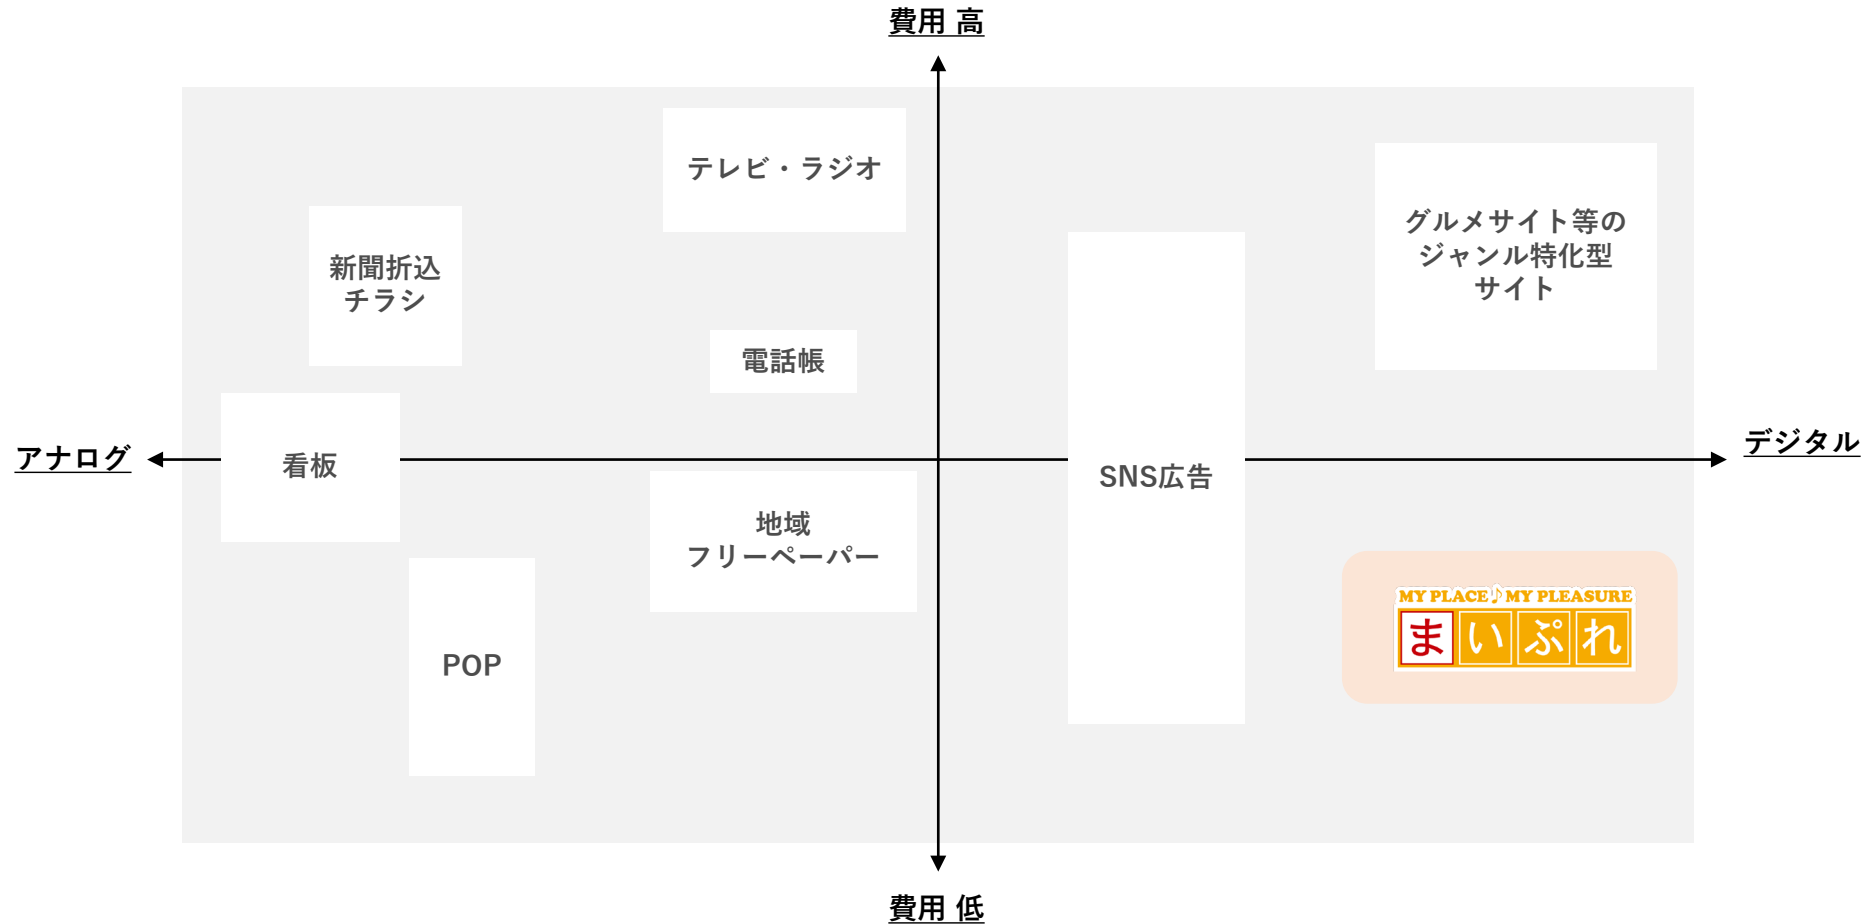 費用 高
テレビ・ラジオ
グルメサイト等の
ジャンル特化型
サイト
新聞折込
チラシ
電話帳
アナログ
看板
SNS広告
デジタル
地域
フリーペーパー
MY PLACE♪MY PLEASURE
まいぷれ
POP
費用 低